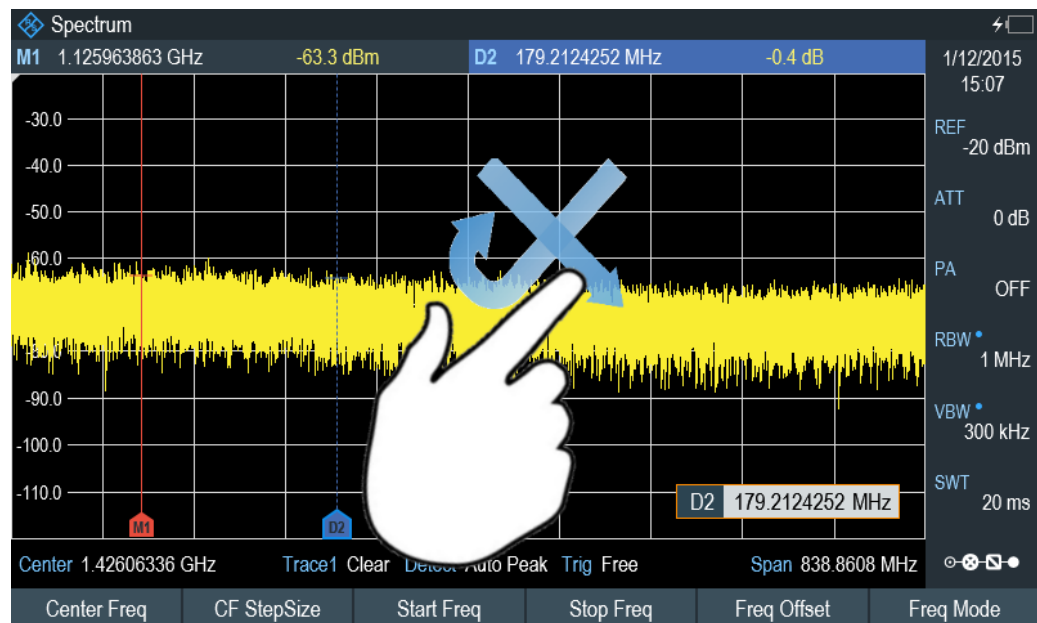 Spectrum
M1 1.125963863 GHz -63.3 dBm D2 179.2124252 MHz -0.4 dB
1/12/2015
15:07
-30.0
-40.0
-50.0
-90.0
-100.0
-110.0
REF
-20 dBm
ATT
0 dB
PA
OFF
RBW
1 MHz
VBW
300 kHz
SWT
20 ms
D2 179.2124252 MHz
M1 D2
Center 1.42606336 GHz Trace1 Clear Auto Peak Trig Free Span 838.8608 MHz
Center Freq CF StepSize Start Freq Stop Freq Freq Offset Freq Mode